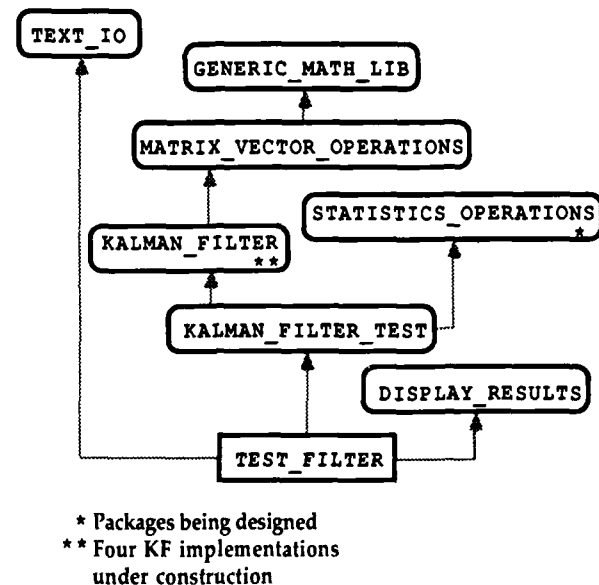 TEXT_IO
GENERIC_MATH_LIB
MATRIX_VECTOR_OPERATIONS
STATISTICS_OPERATIONS
*
KALMAN_FILTER
**
KALMAN_FILTER_TEST
DISPLAY_RESULTS
TEST_FILTER
* Packages being designed
** Four KF implementations
under construction